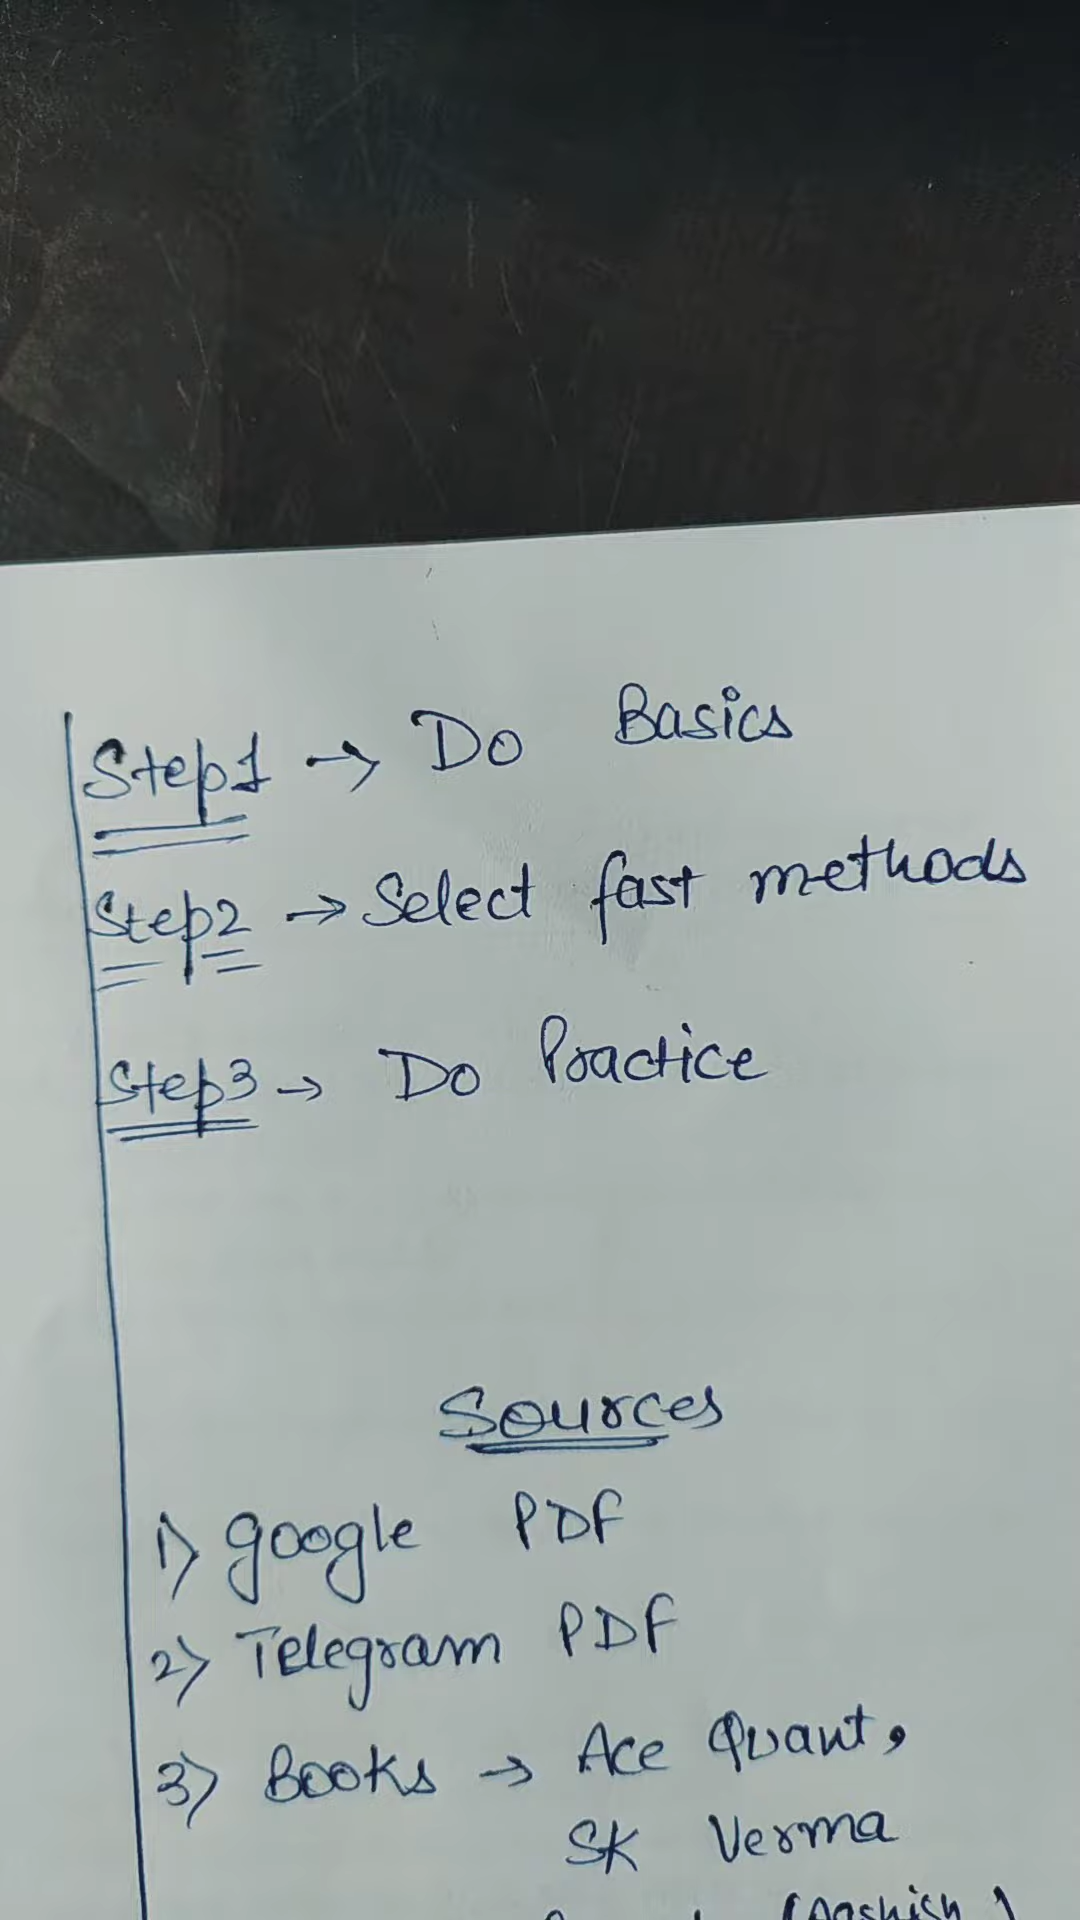 Step1 → Do Basics
Step2 → Select fast methods
Step3 → Do Practice
Sources
1) google PDF
2) Telegram PDF
3) Books → Ace Quant,
SK Verma
(Aashish)